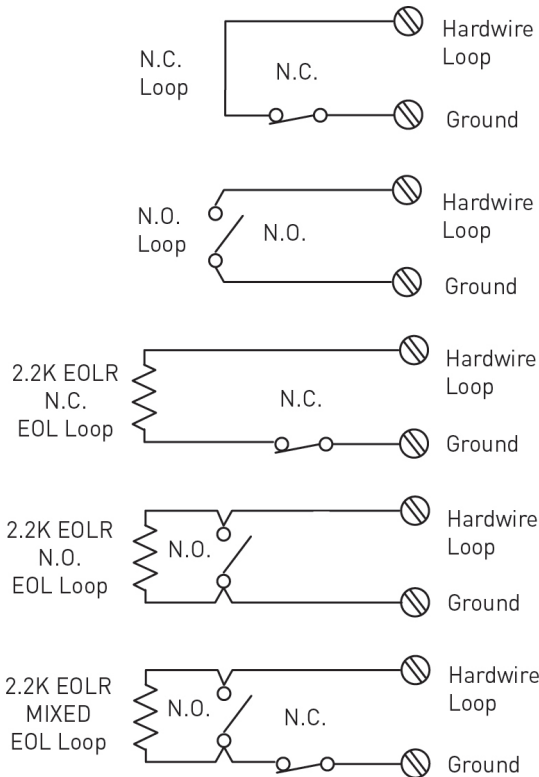 N.C.
Loop
N.C.
Hardwire
Loop
Ground
N.O.
Loop
N.O.
Hardwire
Loop
Ground
2.2K EOLR
N.C.
EOL Loop
N.C.
Hardwire
Loop
Ground
2.2K EOLR
N.O.
EOL Loop
N.O.
Hardwire
Loop
Ground
2.2K EOLR
MIXED
EOL Loop
N.O.
N.C.
Hardwire
Loop
Ground